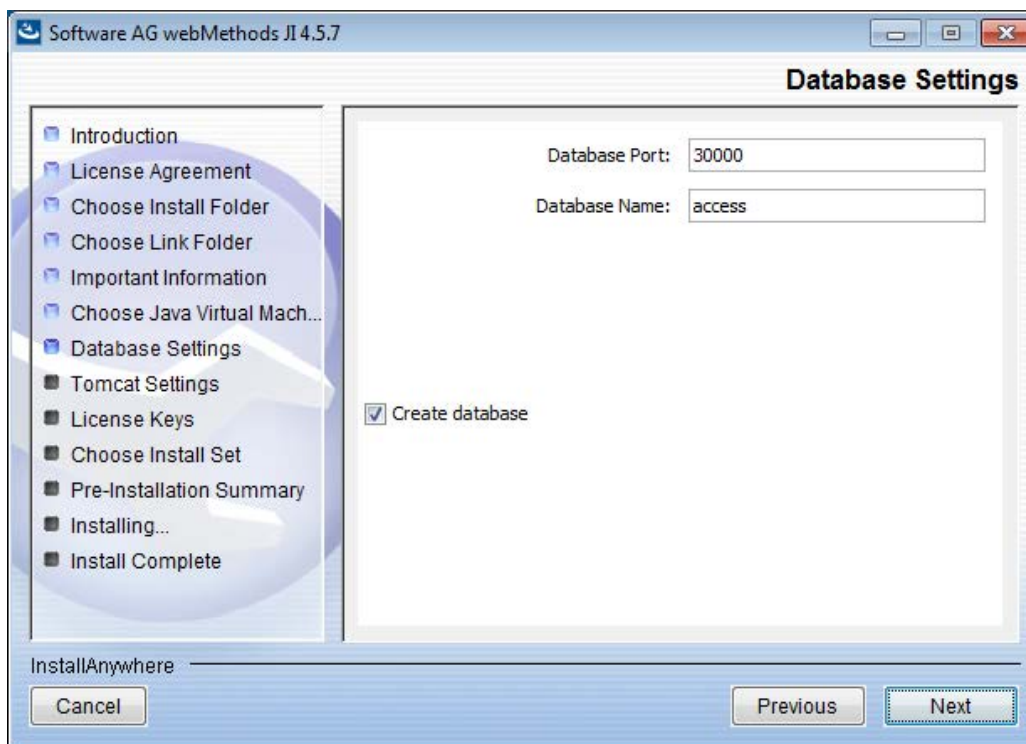 Software AG webMethods JI 4.5.7
Database Settings
Introduction
License Agreement
Choose Install Folder
Choose Link Folder
Important Information
Choose Java Virtual Mach...
Database Settings
Tomcat Settings
License Keys
Choose Install Set
Pre-Installation Summary
Installing...
Install Complete
Database Port: 30000
Database Name: access
Create database
InstallAnywhere
Cancel
Previous
Next